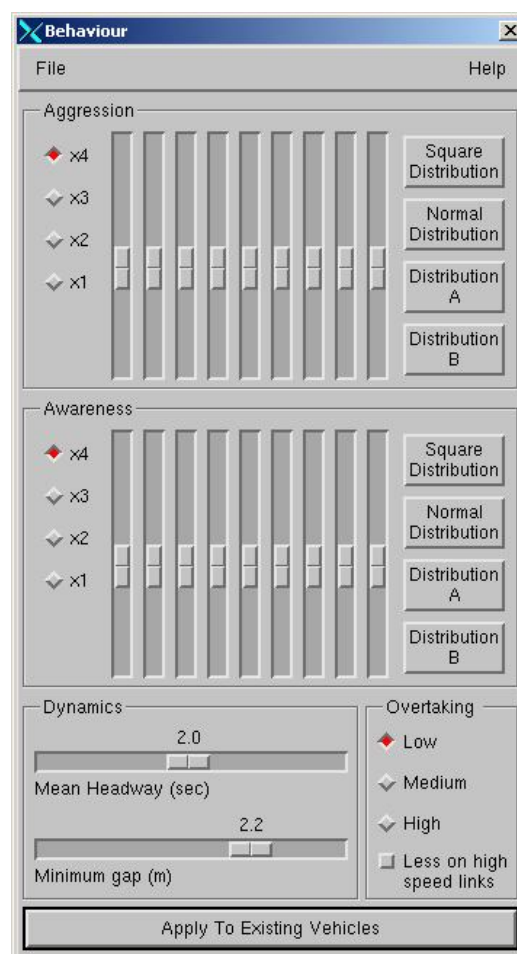 Behaviour
File Help
Aggression
x4
x3
x2
x1
Square
Distribution
Normal
Distribution
Distribution
A
Distribution
B
Awareness
x4
x3
x2
x1
Square
Distribution
Normal
Distribution
Distribution
A
Distribution
B
Dynamics
2.0
Mean Headway (sec)
2.2
Minimum gap (m)
Overtaking
Low
Medium
High
Less on high
speed links
Apply To Existing Vehicles